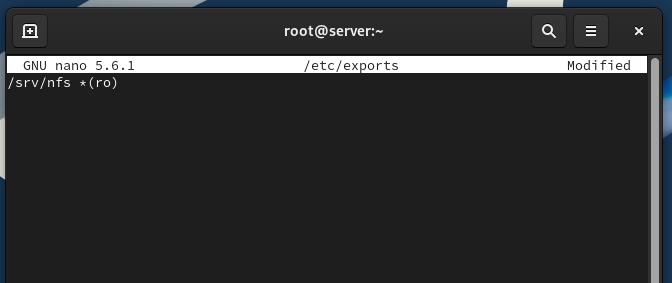 root@server:~
GNU nano 5.6.1 /etc/exports Modified
/srv/nfs *(ro)